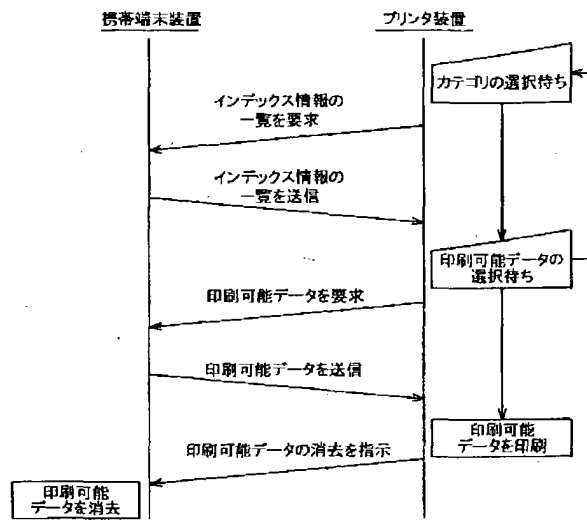 携帯端末装置
プリンタ装置
カテゴリの選択待ち
インデックス情報の
一覧を要求
インデックス情報の
一覧を送信
印刷可能データの
選択待ち
印刷可能データを要求
印刷可能データを送信
印刷可能
データを印刷
印刷可能データの消去を指示
印刷可能
データを消去